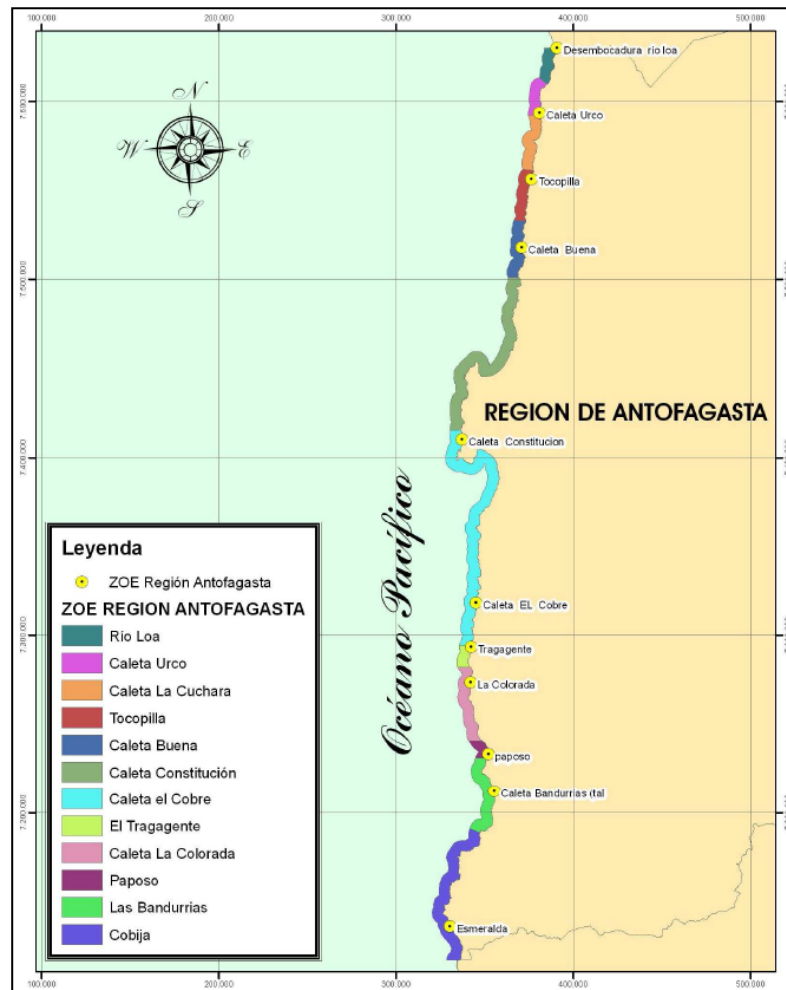 100.000 200.000 300.000 400.000 500.000
7.600.000
7.500.000
7.400.000
7.300.000
7.200.000
N
W E
S
Desembocadura rio loa
Caleta Urco
Tocopilla
Caleta Buena
REGION DE ANTOFAGASTA
Caleta Constitucion
Océano Pacífico
Caleta EL Cobre
Tragagente
La Colorada
paposo
Caleta Bandurrias (tal
Esmeralda
Leyenda
ZOE Región Antofagasta
ZOE REGION ANTOFAGASTA
Río Loa
Caleta Urco
Caleta La Cuchara
Tocopilla
Caleta Buena
Caleta Constitución
Caleta el Cobre
El Tragagente
Caleta La Colorada
Paposo
Las Bandurrias
Cobija
100.000 200.000 300.000 400.000 500.000